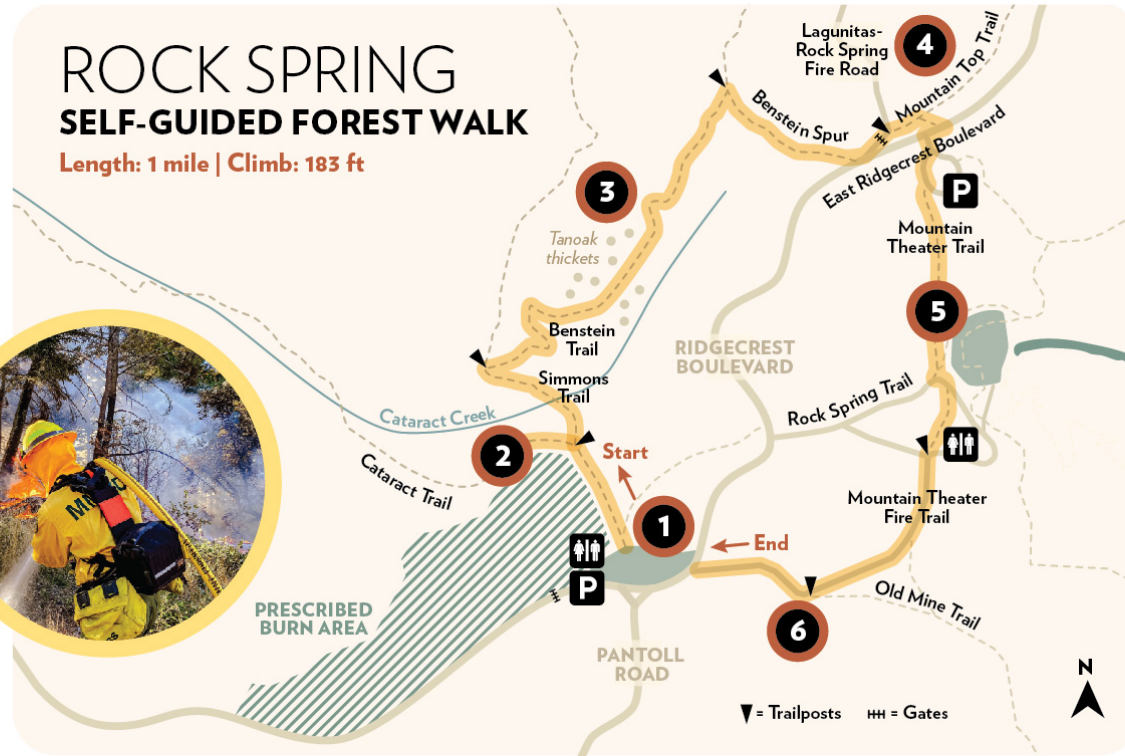 ROCK SPRING
SELF-GUIDED FOREST WALK
Length: 1 mile | Climb: 183 ft
Lagunitas-
Rock Spring
Fire Road
4
Mountain Top Trail
Benstein Spur
East Ridgecrest Boulevard
P
3
Tanoak
thickets
Mountain
Theater Trail
5
Benstein
Trail
RIDGECREST
BOULEVARD
Simmons
Trail
Rock Spring Trail
Cataract Creek
2
Cataract Trail
Start
1
Mountain Theater
Fire Trail
End
P
Old Mine Trail
PRESCRIBED
BURN AREA
6
PANTOLL
ROAD
N
= Trailposts
= Gates